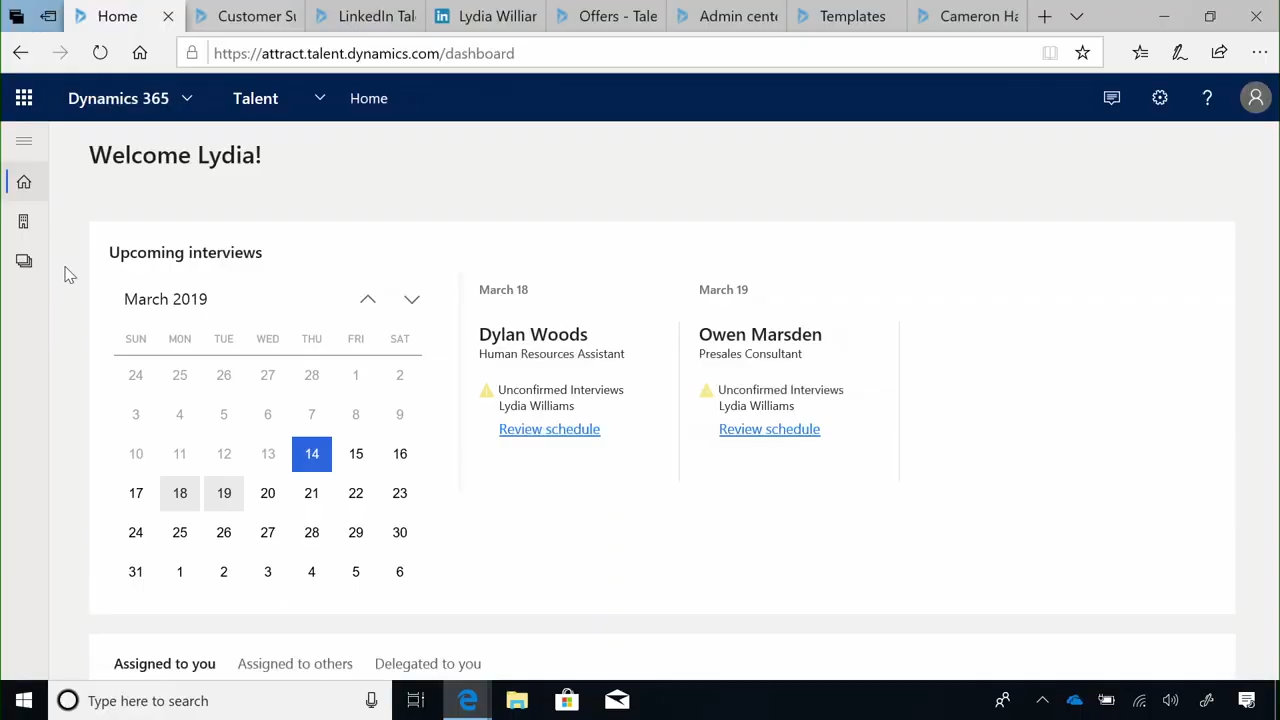 Home
Customer Su
LinkedIn Tal
Lydia Williar
Offers - Tale
Admin cente
Templates
Cameron Ha
https://attract.talent.dynamics.com/dashboard
Dynamics 365
Talent
Home
Welcome Lydia!
Upcoming interviews
March 2019
SUN MON TUE WED THU FRI SAT
24 25 26 27 28 1 2
3 4 5 6 7 8 9
10 11 12 13 14 15 16
17 18 19 20 21 22 23
24 25 26 27 28 29 30
31 1 2 3 4 5 6
March 18
Dylan Woods
Human Resources Assistant
Unconfirmed Interviews
Lydia Williams
Review schedule
March 19
Owen Marsden
Presales Consultant
Unconfirmed Interviews
Lydia Williams
Review schedule
Assigned to you
Assigned to others
Delegated to you
Type here to search